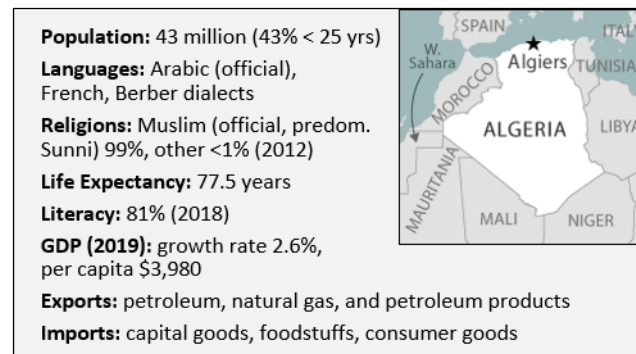 Population: 43 million (43% < 25 yrs)
Languages: Arabic (official),
French, Berber dialects
Religions: Muslim (official, predom.
Sunni) 99%, other <1% (2012)
Life Expectancy: 77.5 years
Literacy: 81% (2018)
GDP (2019): growth rate 2.6%,
per capita $3,980
Exports: petroleum, natural gas, and petroleum products
Imports: capital goods, foodstuffs, consumer goods
SPAIN
ITALY
W.
Sahara
Algiers
TUNISIA
MOROCCO
ALGERIA
LIBYA
MAURITANIA
MALI
NIGER